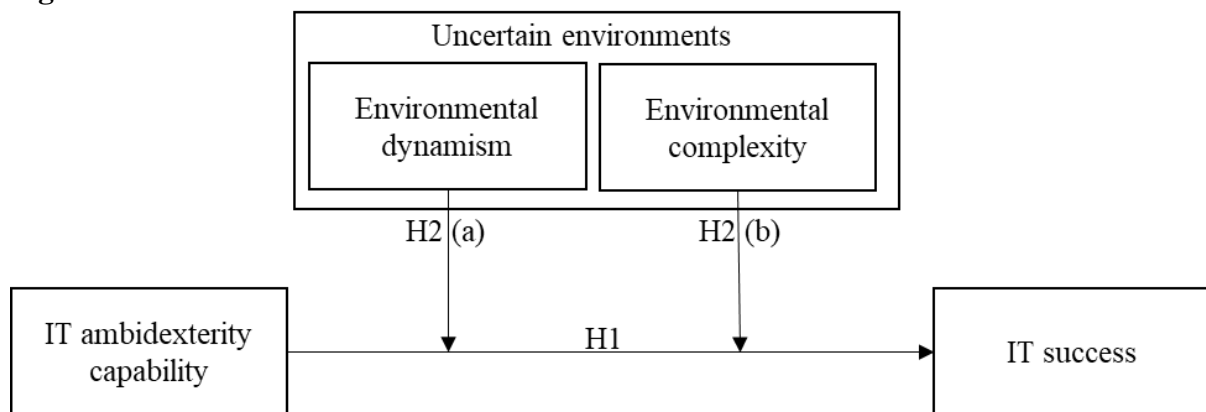 Uncertain environments
Environmental
dynamism
Environmental
complexity
H2 (a)
H2 (b)
IT ambidexterity
capability
H1
IT success